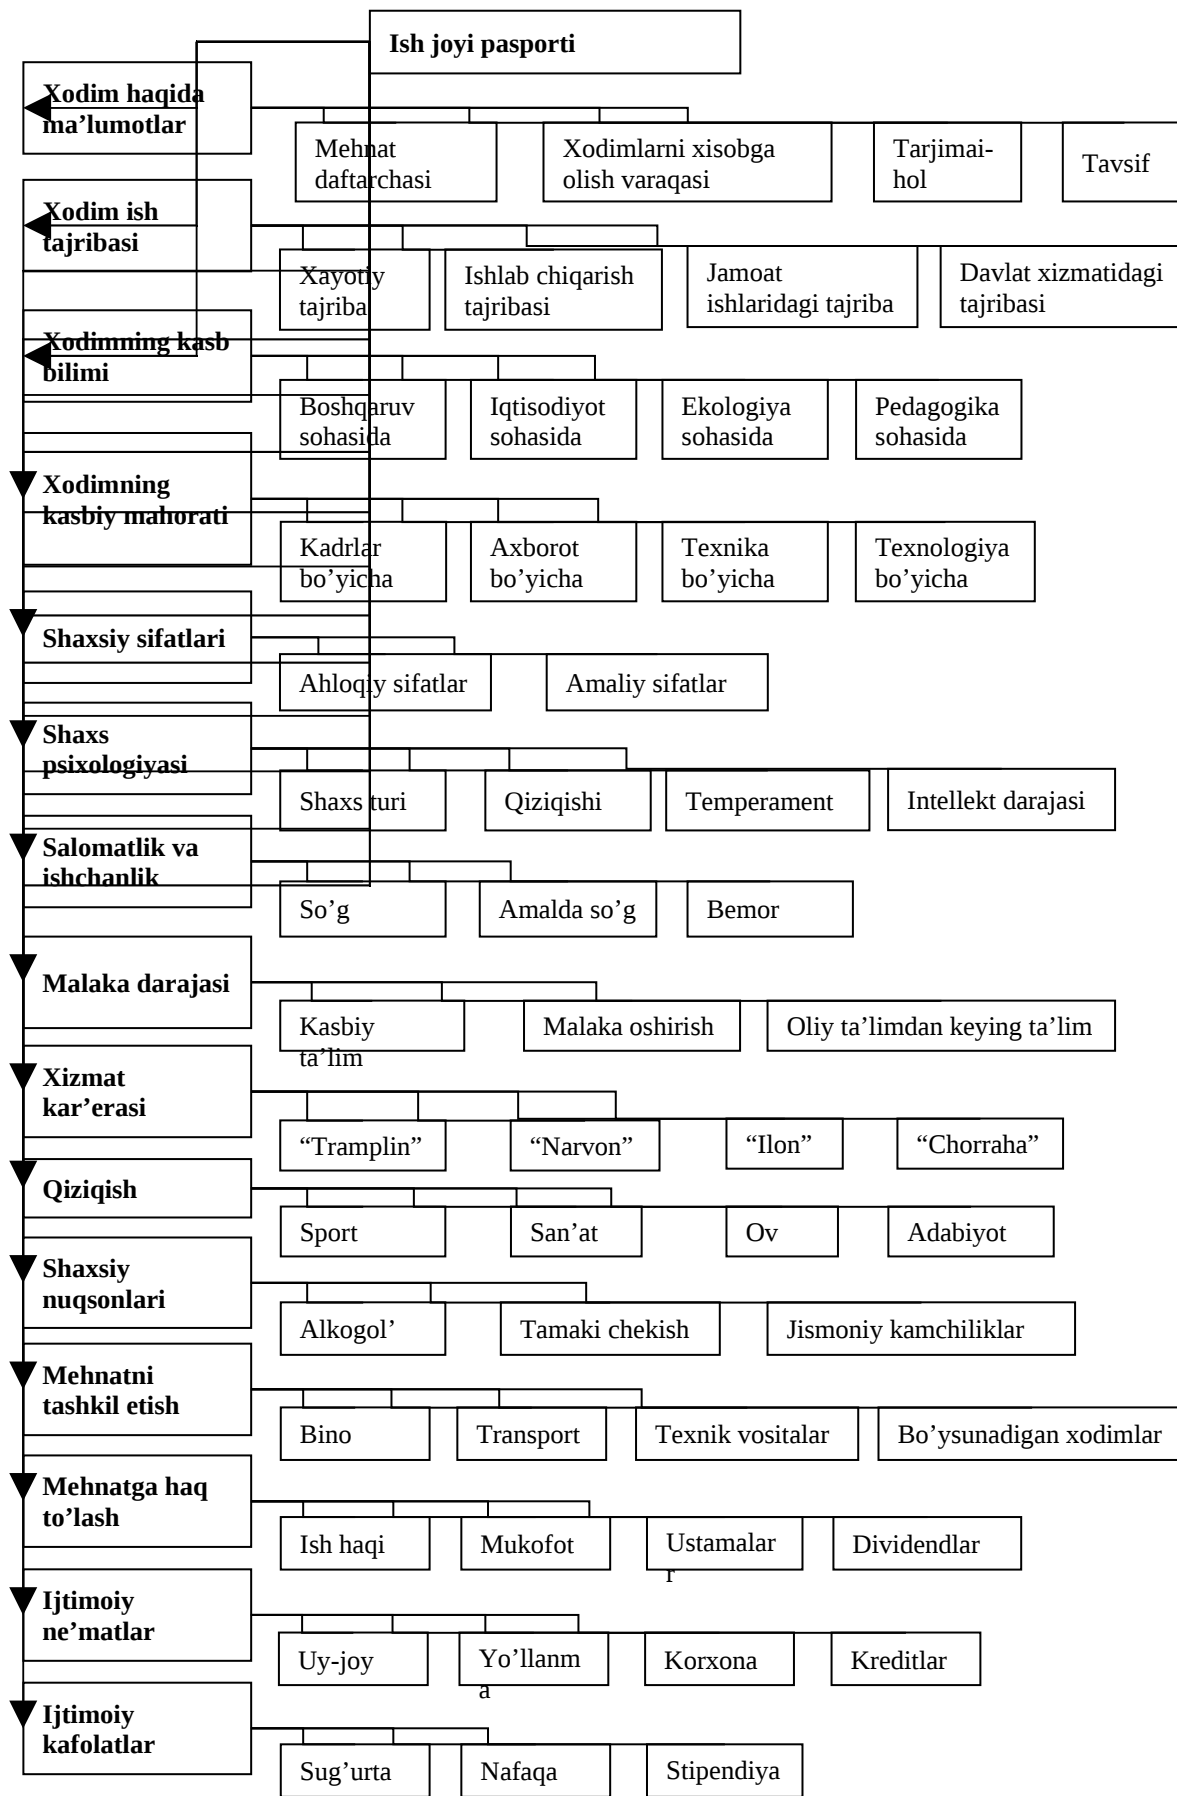 Ish joyi pasporti
Xodim haqida
ma’lumotlar
Mehnat
daftarchasi
Xodimlarni xisobga
olish varaqasi
Tarjimai-
hol
Tavsif
Xodim ish
tajribasi
Xayotiy
tajriba
Ishlab chiqarish
tajribasi
Jamoat
ishlaridagi tajriba
Davlat xizmatidagi
tajribasi
Xodimning kasb
bilimi
Boshqaruv
sohasida
Iqtisodiyot
sohasida
Ekologiya
sohasida
Pedagogika
sohasida
Xodimning
kasbiy mahorati
Kadrlar
bo’yicha
Axborot
bo’yicha
Texnika
bo’yicha
Texnologiya
bo’yicha
Shaxsiy sifatlari
Ahloqiy sifatlar
Amaliy sifatlar
Shaxs
psixologiyasi
Shaxs turi
Qiziqishi
Temperament
Intellekt darajasi
Salomatlik va
ishchanlik
So’g
Amalda so’g
Bemor
Malaka darajasi
Kasbiy
ta’lim
Malaka oshirish
Oliy ta’limdan keying ta’lim
Xizmat
kar’erasi
“Tramplin”
“Narvon”
“Ilon”
“Chorraha”
Qiziqish
Sport
San’at
Ov
Adabiyot
Shaxsiy
nuqsonlari
Alkogol’
Tamaki chekish
Jismoniy kamchiliklar
Mehnatni
tashkil etish
Bino
Transport
Texnik vositalar
Bo’ysunadigan xodimlar
Mehnatga haq
to’lash
Ish haqi
Mukofot
Ustamalar
r
Dividendlar
Ijtimoiy
ne’matlar
Uy-joy
Yo’llanm
a
Korxona
Kreditlar
Ijtimoiy
kafolatlar
Sug’urta
Nafaqa
Stipendiya